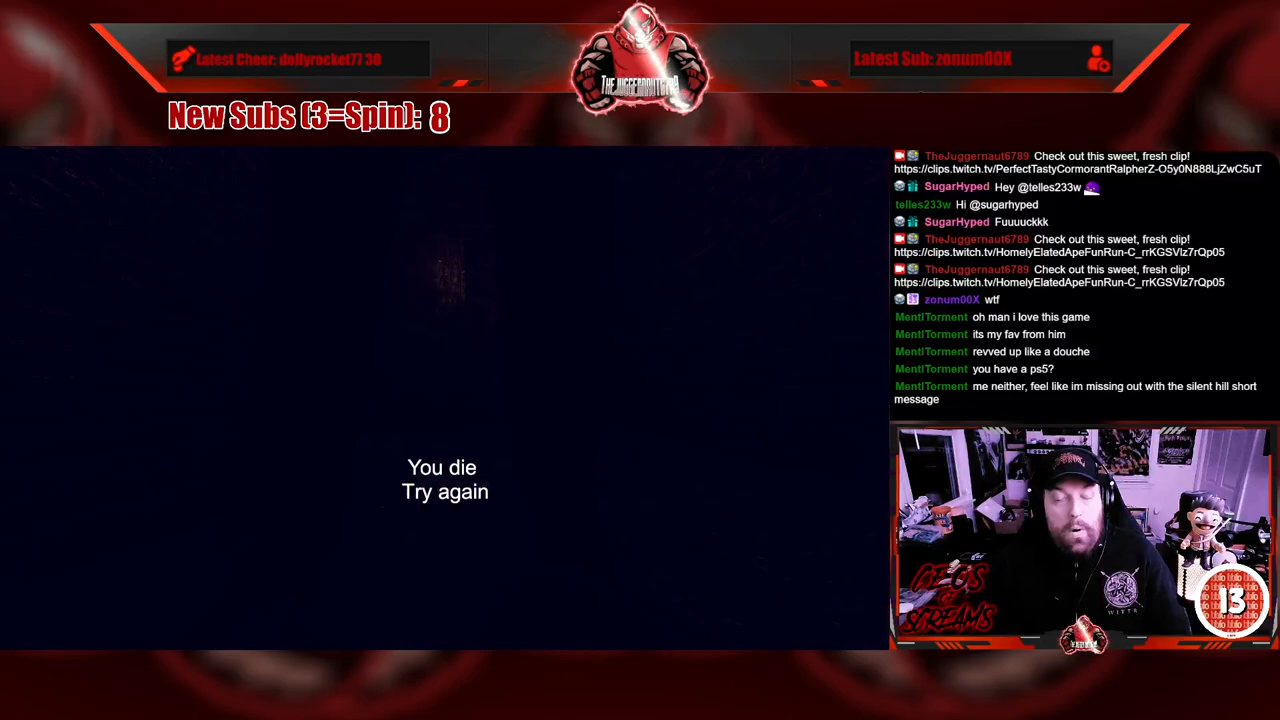 Latest Cheer: dollyrocket77 30
THEJUGGERNAUT6789
Latest Sub: zonum00X
New Subs (3=Spin): 8
TheJuggernaut6789 Check out this sweet, fresh clip!
https://clips.twitch.tv/PerfectTastyCormorantRalpherZ-O5y0N888LjZwC5uT
SugarHyped Hey @telles233w
telles233w Hi @sugarhyped
SugarHyped Fuuuuckkk
TheJuggernaut6789 Check out this sweet, fresh clip!
https://clips.twitch.tv/HomelyElatedApeFunRun-C_rrKGSVIz7rQp05
TheJuggernaut6789 Check out this sweet, fresh clip!
https://clips.twitch.tv/HomelyElatedApeFunRun-C_rrKGSVIz7rQp05
zonum00X wtf
MentlTorment oh man i love this game
MentlTorment its my fav from him
MentlTorment revved up like a douche
MentlTorment you have a ps5?
MentlTorment me neither, feel like im missing out with the silent hill short
message
You die
Try again
SCREAMS
13